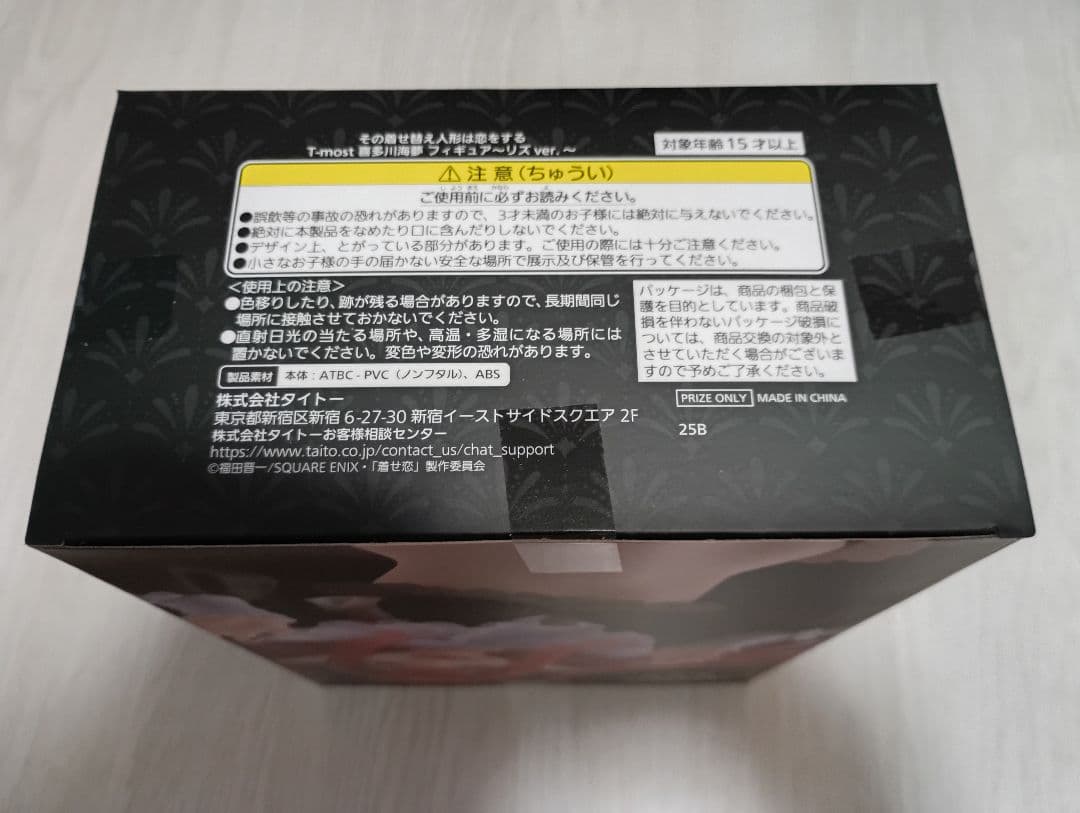 その着せ替え人形は恋をする
T-most 喜多川海夢 フィギュア～リズ ver.～
対象年齢15才以上
⚠注意(ちゅうい)
ご使用前に必ずお読みください。
●誤飲等の事故の恐れがありますので、3才未満のお子様には絶対に与えないでください。
●絶対に本製品をなめたり口に含んだりしないでください。
●デザイン上、とがっている部分があります。ご使用の際には十分ご注意ください。
●小さなお子様の手の届かない安全な場所で展示及び保管を行ってください。
＜使用上の注意＞
●色移りしたり、跡が残る場合がありますので、長期間同じ
場所に接触させておかないでください。
●直射日光の当たる場所や、高温・多湿になる場所には
置かないでください。変色や変形の恐れがあります。
製品素材 本体：ATBC-PVC（ノンフタル）、ABS
パッケージは、商品の梱包と保
護を目的としています。商品破
損を伴わないパッケージ破損に
ついては、商品交換の対象外と
させていただく場合がございま
すので予めご了承ください。
株式会社タイトー
東京都新宿区新宿 6-27-30 新宿イーストサイドスクエア 2F
株式会社タイトーお客様相談センター
https://www.taito.co.jp/contact_us/chat_support
©福田晋一/SQUARE ENIX・「着せ恋」製作委員会
PRIZE ONLY MADE IN CHINA
25B